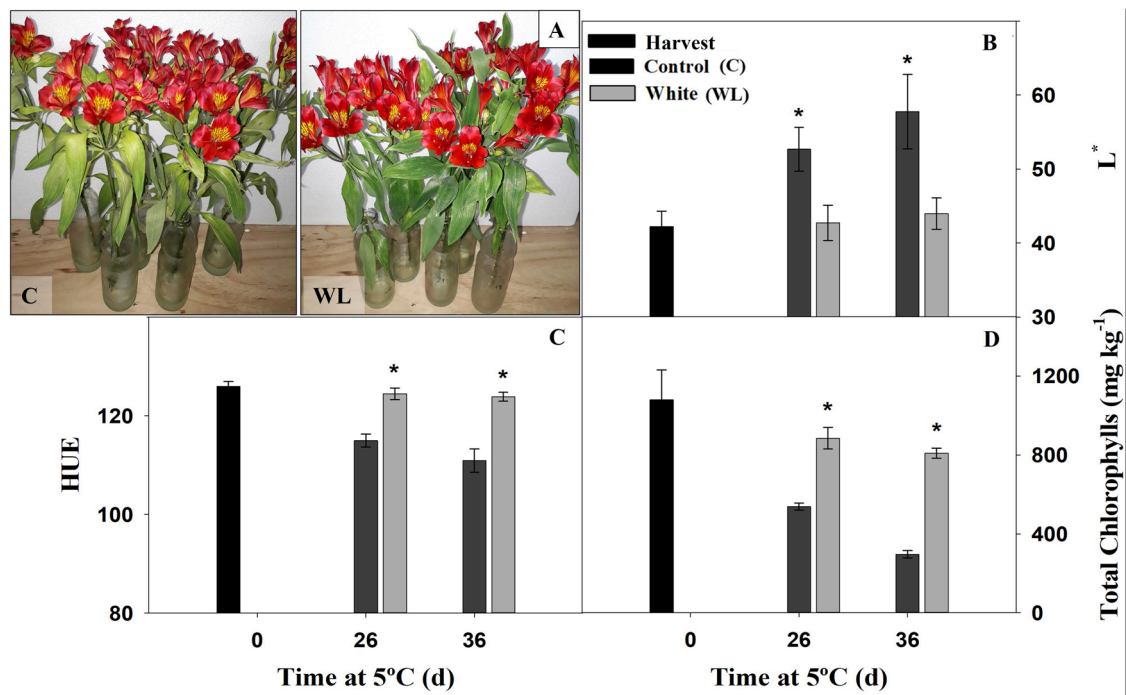 A
C
WL
B
Harvest
Control (C)
White (WL)
*
*
60
50
40
30
L*
C
*
*
120
100
80
HUE
0
26
36
Time at 5ºC (d)
D
*
*
1200
800
400
0
Total Chlorophylls (mg kg-1)
0
26
36
Time at 5ºC (d)